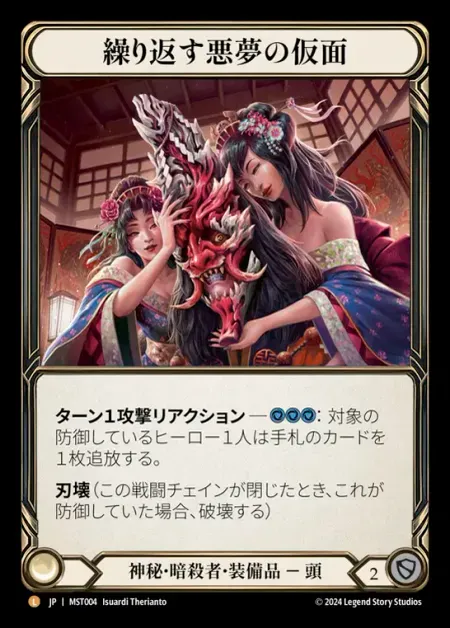 繰り返す悪夢の仮面
ターン1攻撃リアクション ─ : 対象の
防御しているヒーロー1人は手札のカードを
1枚追放する。
刃壊(この戦闘チェインが閉じたとき、これが
防御していた場合、破壊する)
神秘・暗殺者・装備品 ─ 頭
2
L JP | MST004 Isuardi Therianto
© 2024 Legend Story Studios